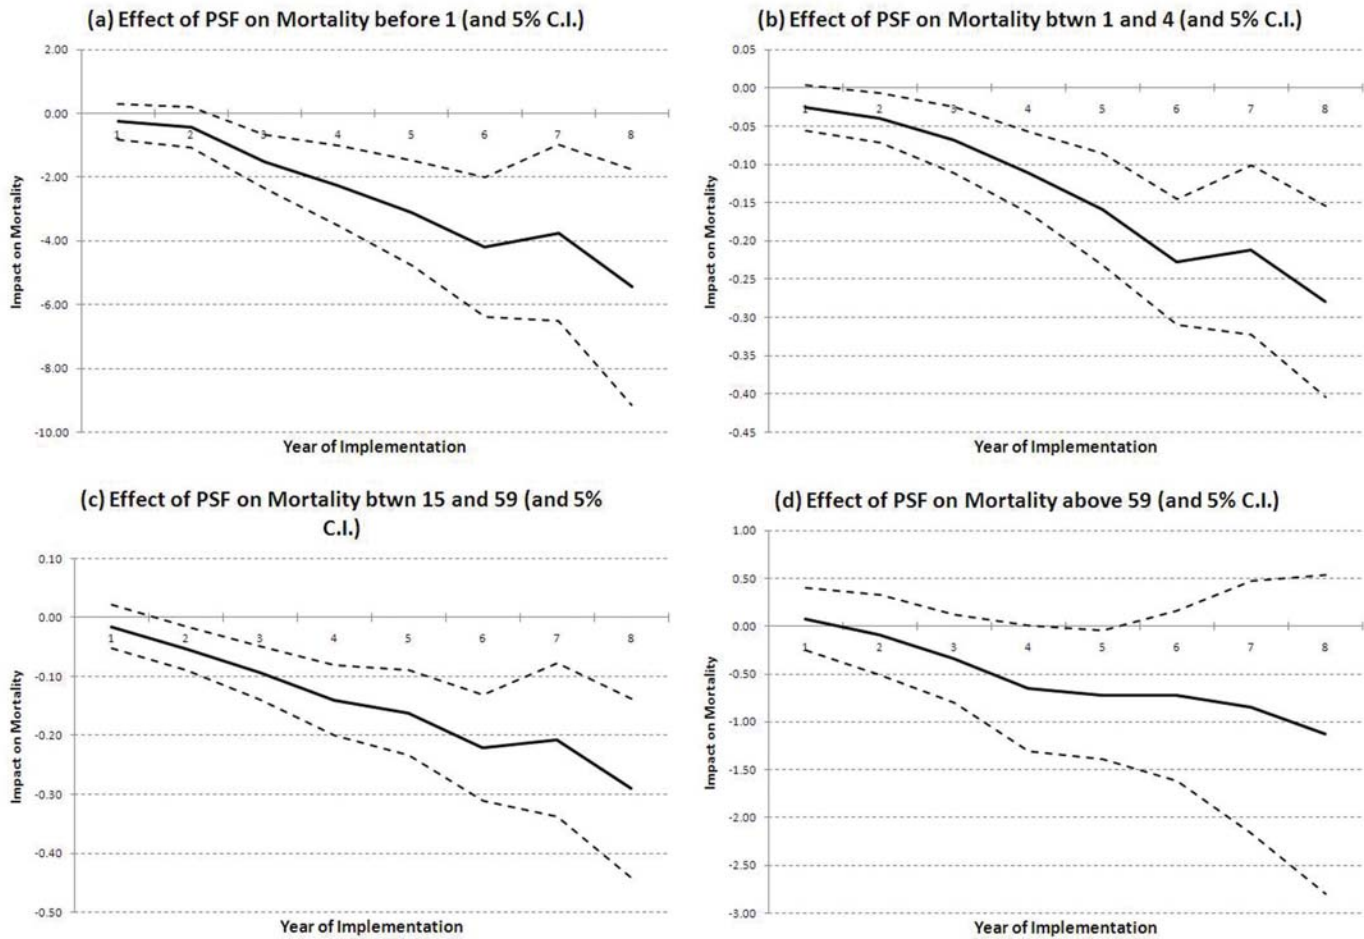 (a) Effect of PSF on Mortality before 1 (and 5% C.I.)
2.00
0.00
-2.00
-4.00
-6.00
-8.00
-10.00
1 2 3 4 5 6 7 8
Impact on Mortality
Year of Implementation
(b) Effect of PSF on Mortality btwn 1 and 4 (and 5% C.I.)
0.05
0.00
-0.05
-0.10
-0.15
-0.20
-0.25
-0.30
-0.35
-0.40
-0.45
1 2 3 4 5 6 7 8
Impact on Mortality
Year of Implementation
(c) Effect of PSF on Mortality btwn 15 and 59 (and 5%
C.I.)
0.10
0.00
-0.10
-0.20
-0.30
-0.40
-0.50
1 2 3 4 5 6 7 8
Impact on Mortality
Year of Implementation
(d) Effect of PSF on Mortality above 59 (and 5% C.I.)
1.00
0.50
0.00
-0.50
-1.00
-1.50
-2.00
-2.50
-3.00
1 2 3 4 5 6 7 8
Impact on Mortality
Year of Implementation